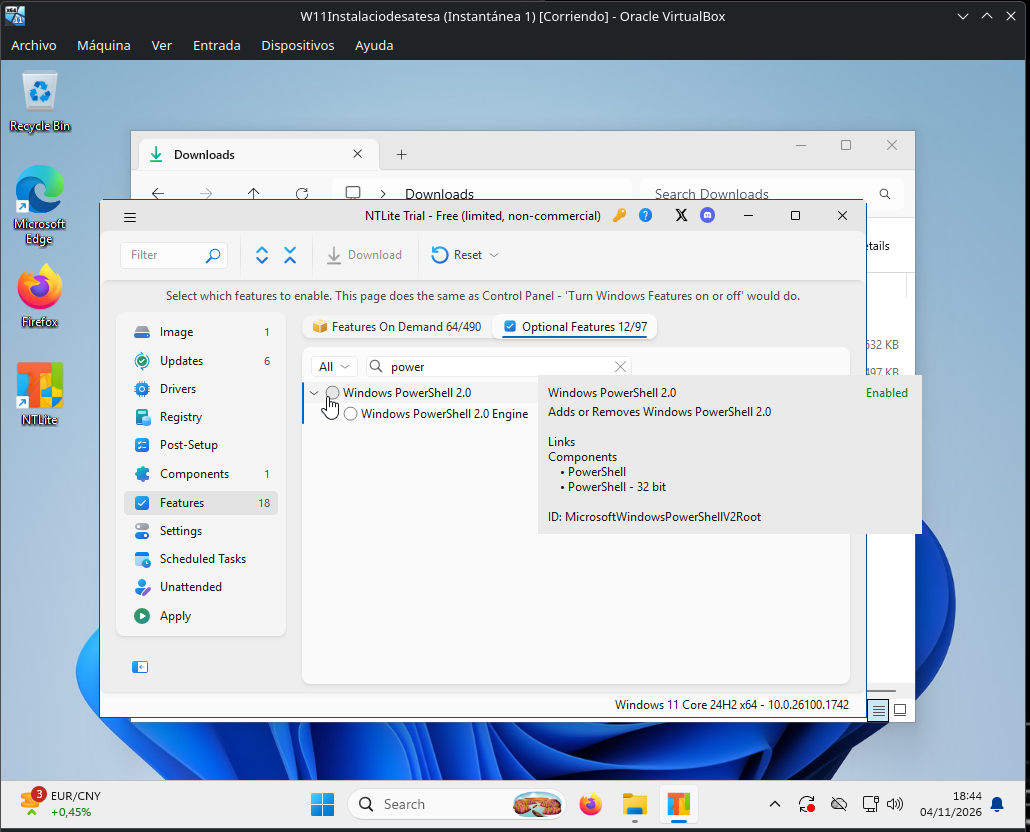 W11Instalaciodesatesa (Instantánea 1) [Corriendo] - Oracle VirtualBox
Archivo Máquina Ver Entrada Dispositivos Ayuda
Recycle Bin
Microsoft
Edge
Firefox
NTLite
Downloads
Downloads
Search Downloads
etails
532 KB
497 KB
NTLite Trial - Free (limited, non-commercial)
Filter
Download
Reset
Select which features to enable. This page does the same as Control Panel - 'Turn Windows Features on or off' would do.
Image 1
Updates 6
Drivers
Registry
Post-Setup
Components 1
Features 18
Settings
Scheduled Tasks
Unattended
Apply
Features On Demand 64/490
Optional Features 12/97
All
power
Windows PowerShell 2.0
Windows PowerShell 2.0 Engine
Windows PowerShell 2.0 Enabled
Adds or Removes Windows PowerShell 2.0
Links
Components
• PowerShell
• PowerShell - 32 bit
ID: MicrosoftWindowsPowerShellV2Root
Windows 11 Core 24H2 x64 - 10.0.26100.1742
3
EUR/CNY
+0,45%
Search
18:44
04/11/2026